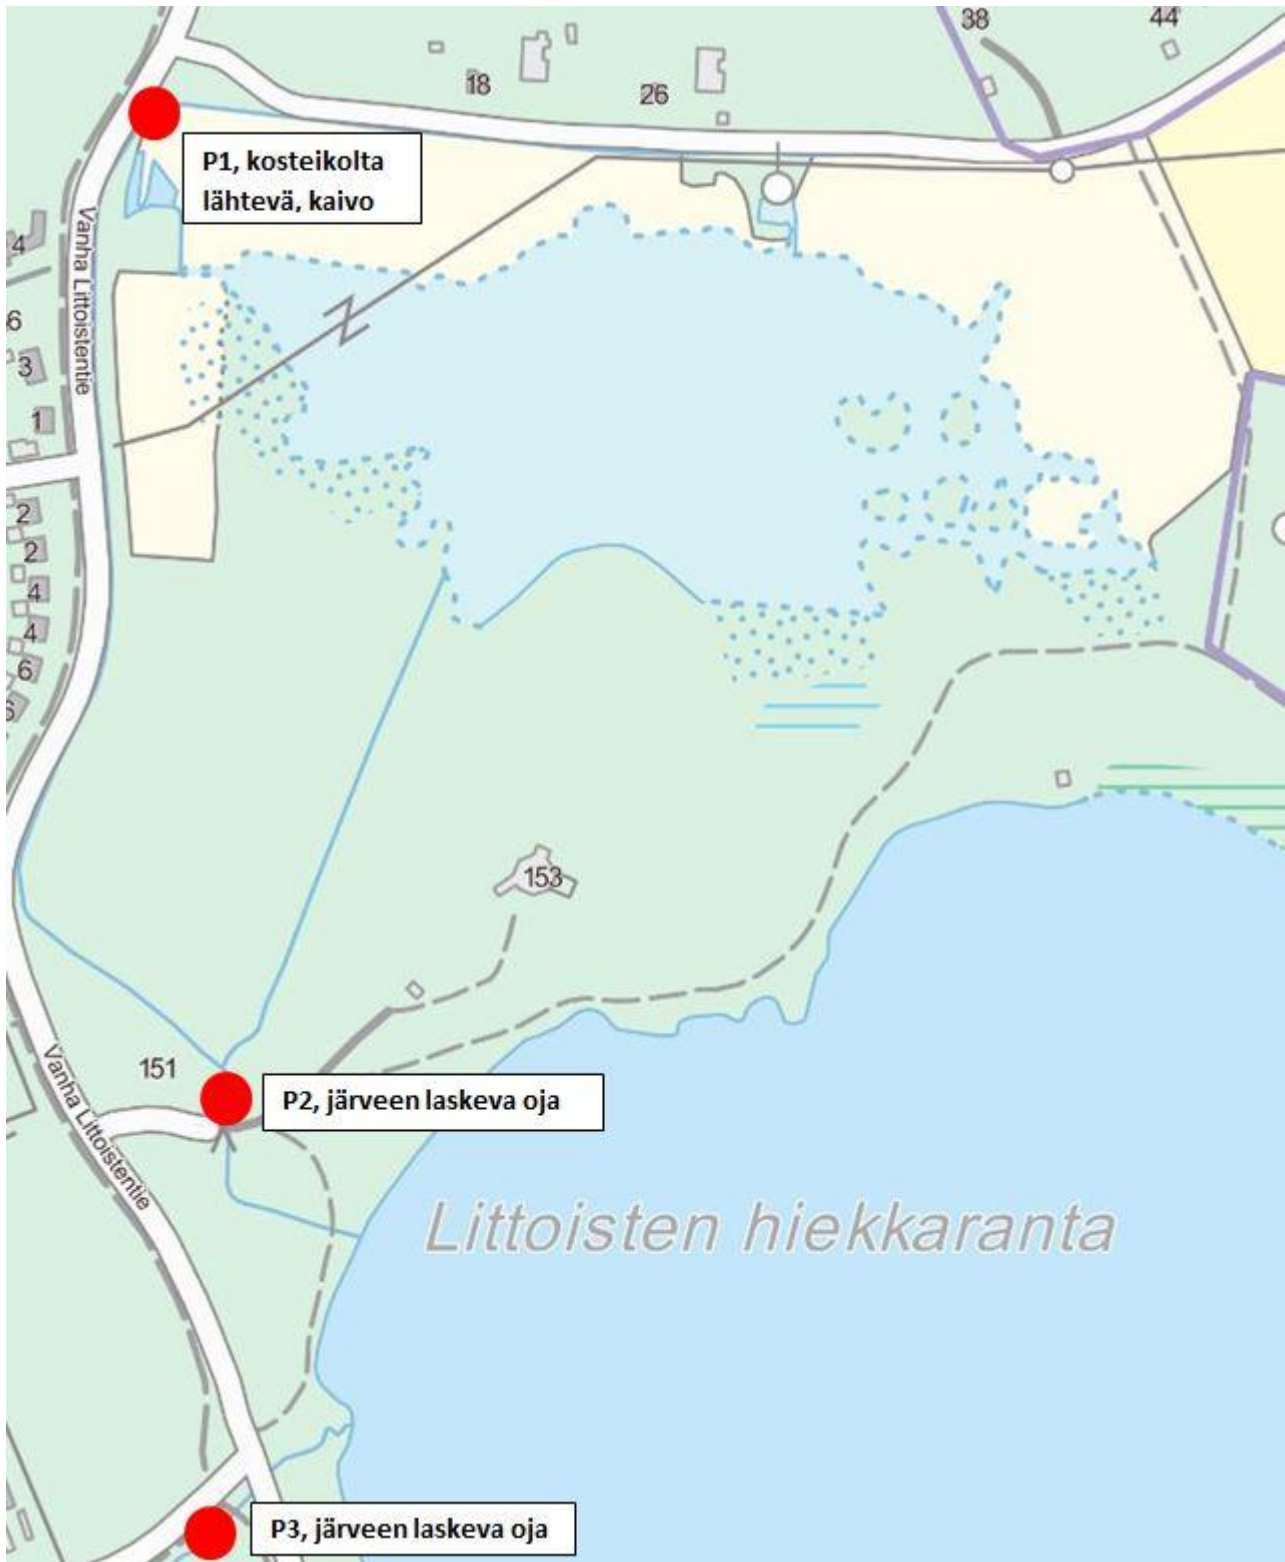 38
44
18
26
P1, kosteikolta
lähtevä, kaivo
Vanha Littoistentie
4
6
3
1
2
2
4
4
6
153
151
P2, järveen laskeva oja
Vanha Littoistentie
Littoisten hiekkaranta
P3, järveen laskeva oja